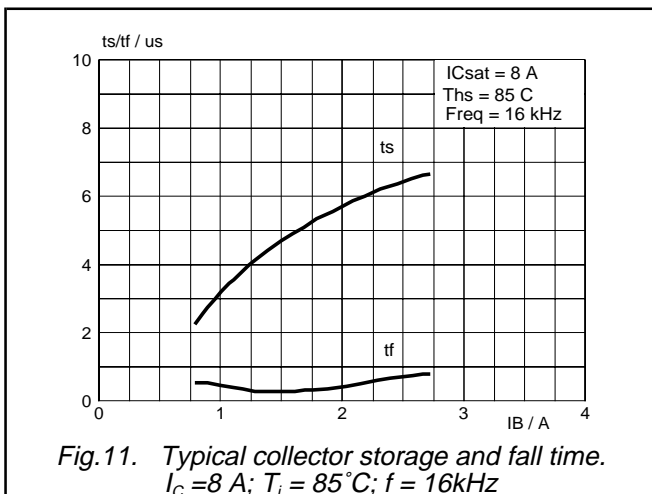 ts/tf / us
10
ICsat = 8 A
Ths = 85 C
Freq = 16 kHz
8
ts
6
4
2
tf
0
0 1 2 3 4
IB / A
Fig.11. Typical collector storage and fall time.
IC =8 A; Tj = 85˚C; f = 16kHz